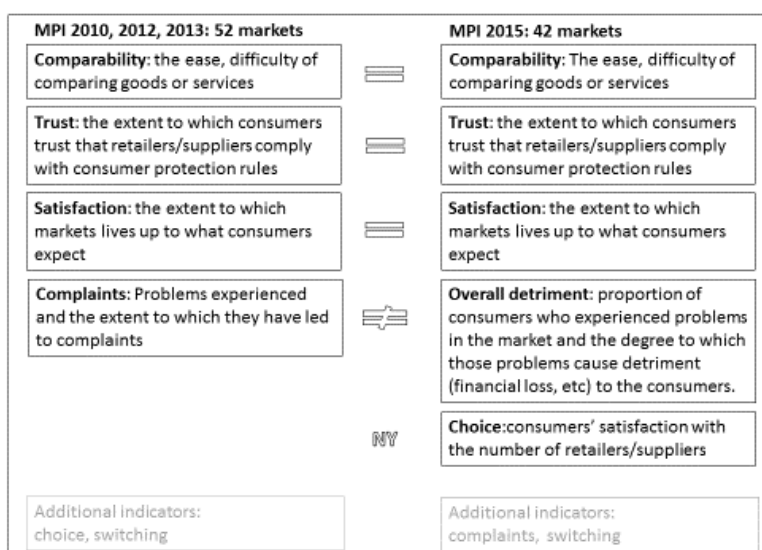 MPI 2010, 2012, 2013: 52 markets
Comparability: the ease, difficulty of
comparing goods or services
Trust: the extent to which consumers
trust that retailers/suppliers comply
with consumer protection rules
Satisfaction: the extent to which
markets lives up to what consumers
expect
Complaints: Problems experienced
and the extent to which they have led
to complaints
Additional indicators:
choice, switching
NY
MPI 2015: 42 markets
Comparability: The ease, difficulty of
comparing goods or services
Trust: the extent to which consumers
trust that retailers/suppliers comply
with consumer protection rules
Satisfaction: the extent to which
markets lives up to what consumers
expect
Overall detriment: proportion of
consumers who experienced problems
in the market and the degree to which
those problems cause detriment
(financial loss, etc) to the consumers.
Choice:consumers’ satisfaction with
the number of retailers/suppliers
Additional indicators:
complaints, switching